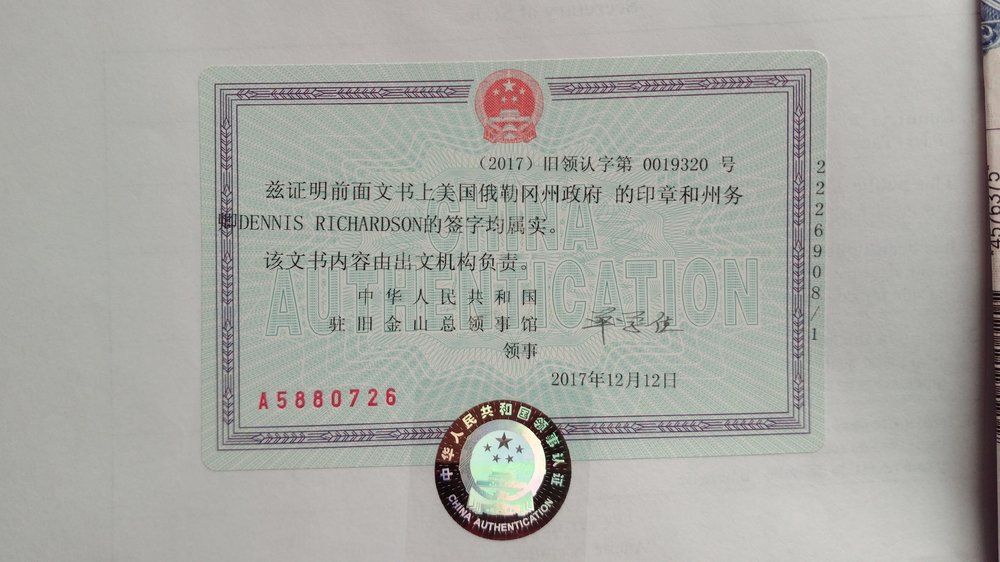 （2017）旧领认字第 0019320 号
兹证明前面文书上美国俄勒冈州政府 的印章和州务
卿DENNIS RICHARDSON的签字均属实。
该文书内容由出文机构负责。
中华人民共和国
驻旧金山总领事馆
领事
2017年12月12日
A5880726
2226908/1
CHINA
AUTHENTICATION
中华人民共和国领事认证
CHINA AUTHENTICATION